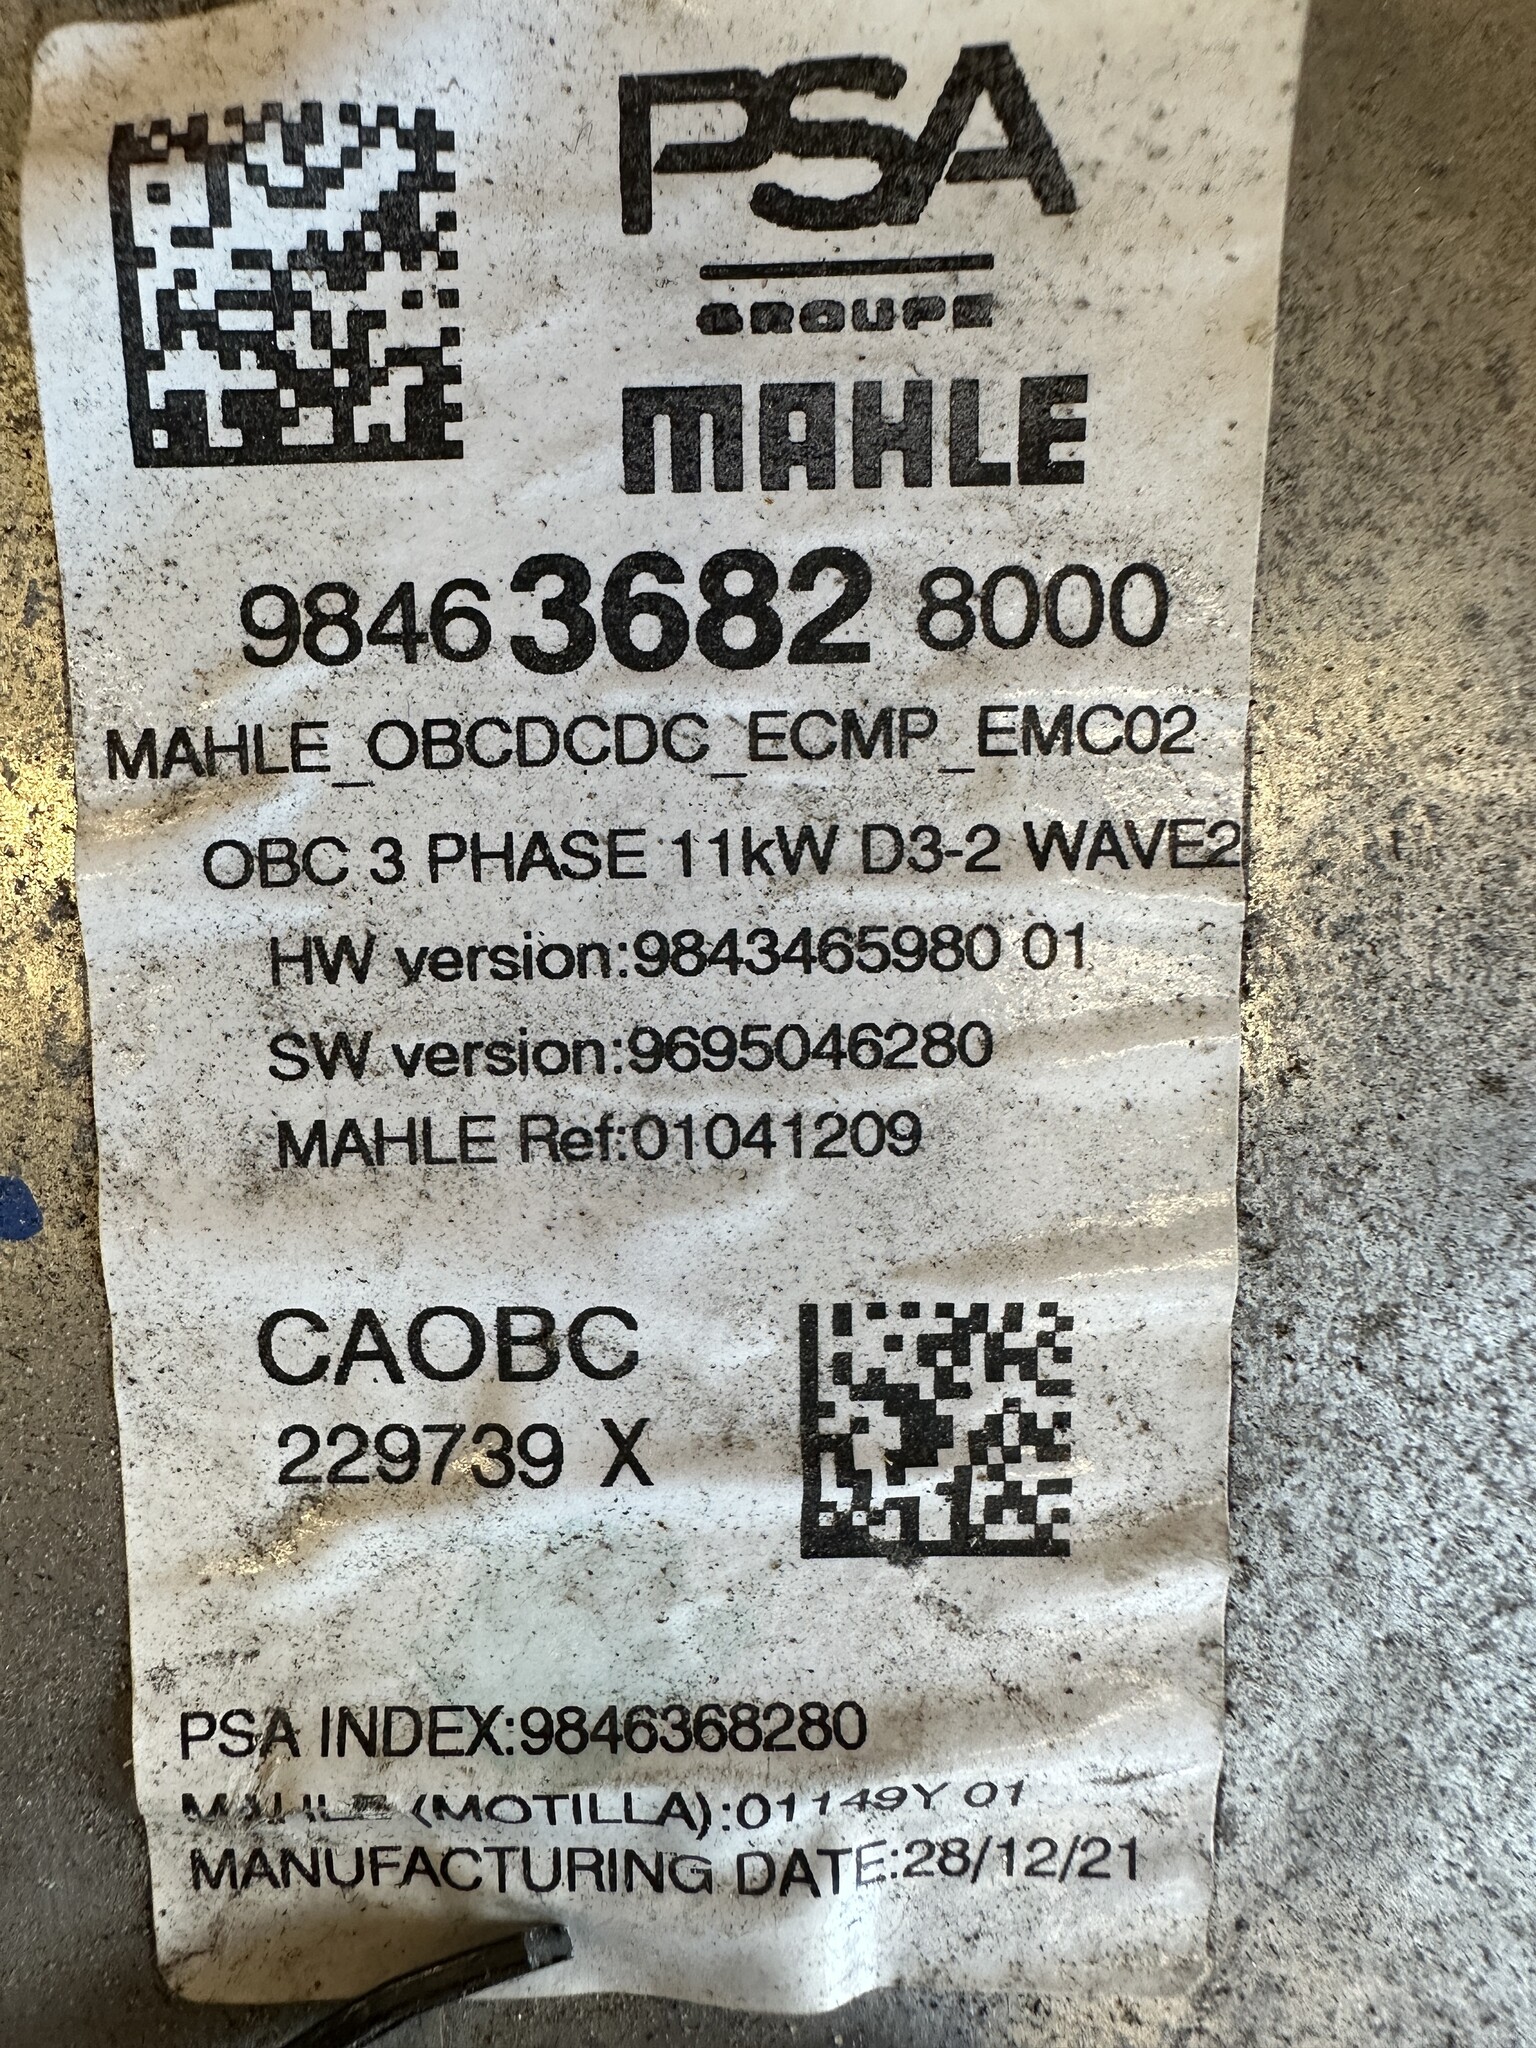 PSA
GROUPE
MAHLE
9846 3682 8000
MAHLE_OBCDCDC_ECMP_EMC02
OBC 3 PHASE 11kW D3-2 WAVE2
HW version:9843465980 01
SW version:9695046280
MAHLE Ref:01041209
CAOBC
229739 X
PSA INDEX:9846368280
MAHLE (MOTILLA):01149Y 01
MANUFACTURING DATE:28/12/21